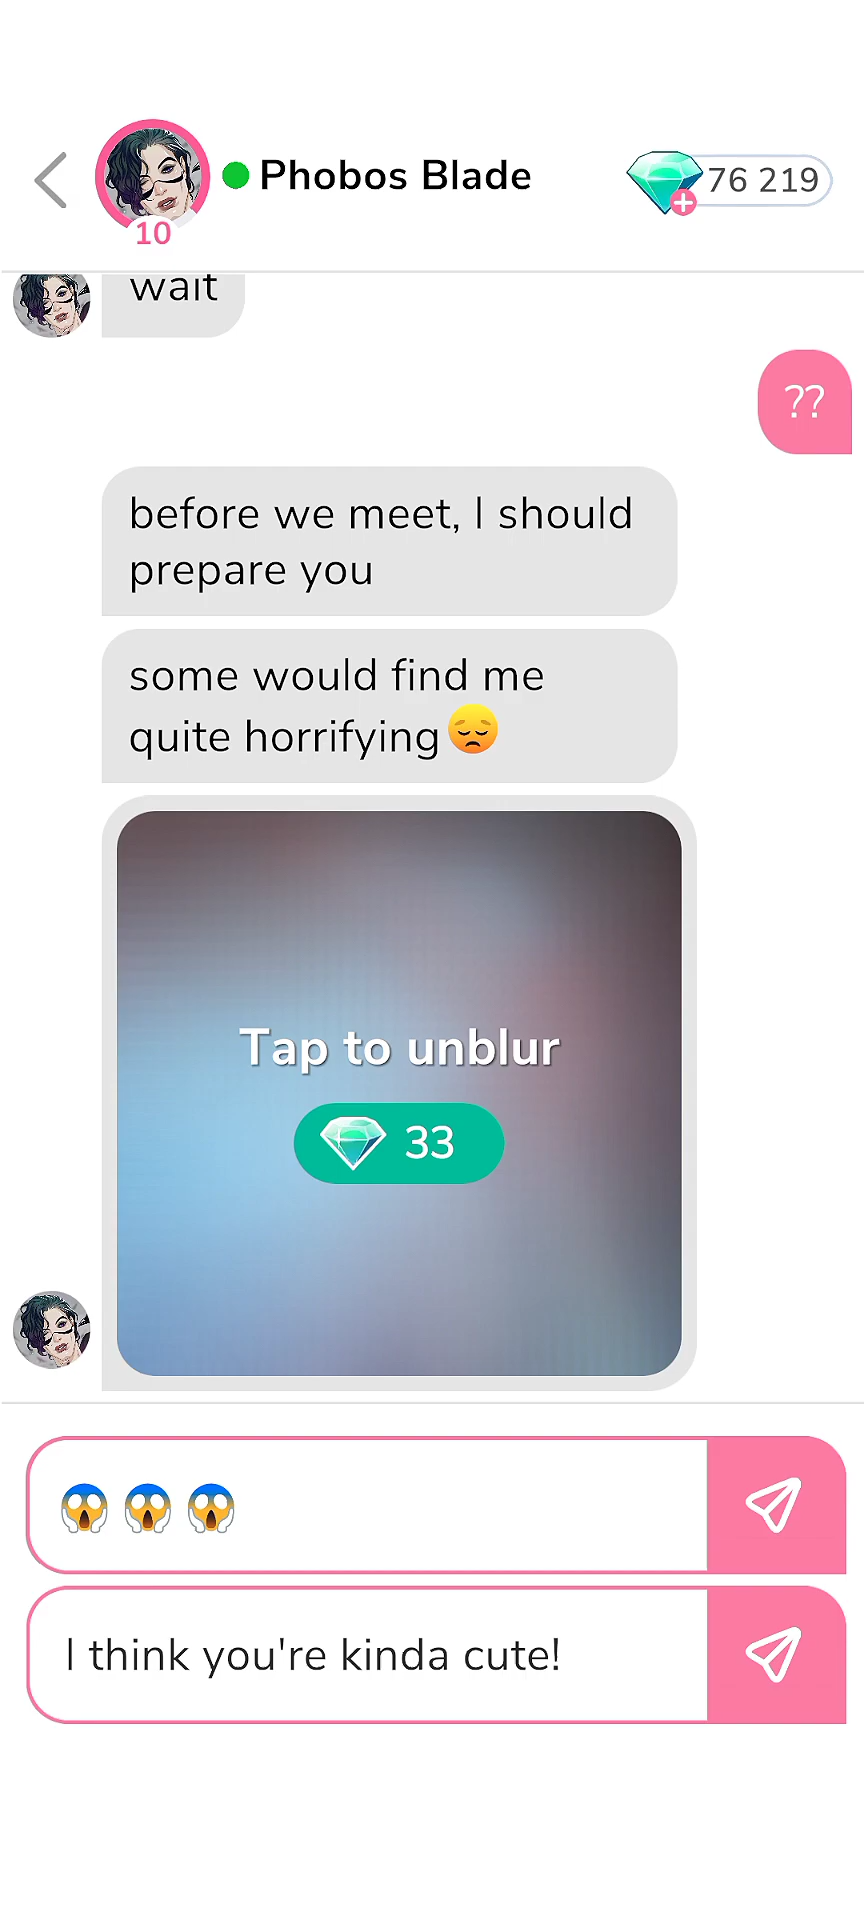 Phobos Blade
76 219
10
wait
??
before we meet, I should
prepare you
some would find me
quite horrifying😞
Tap to unblur
33
😱 😱 😱
I think you're kinda cute!